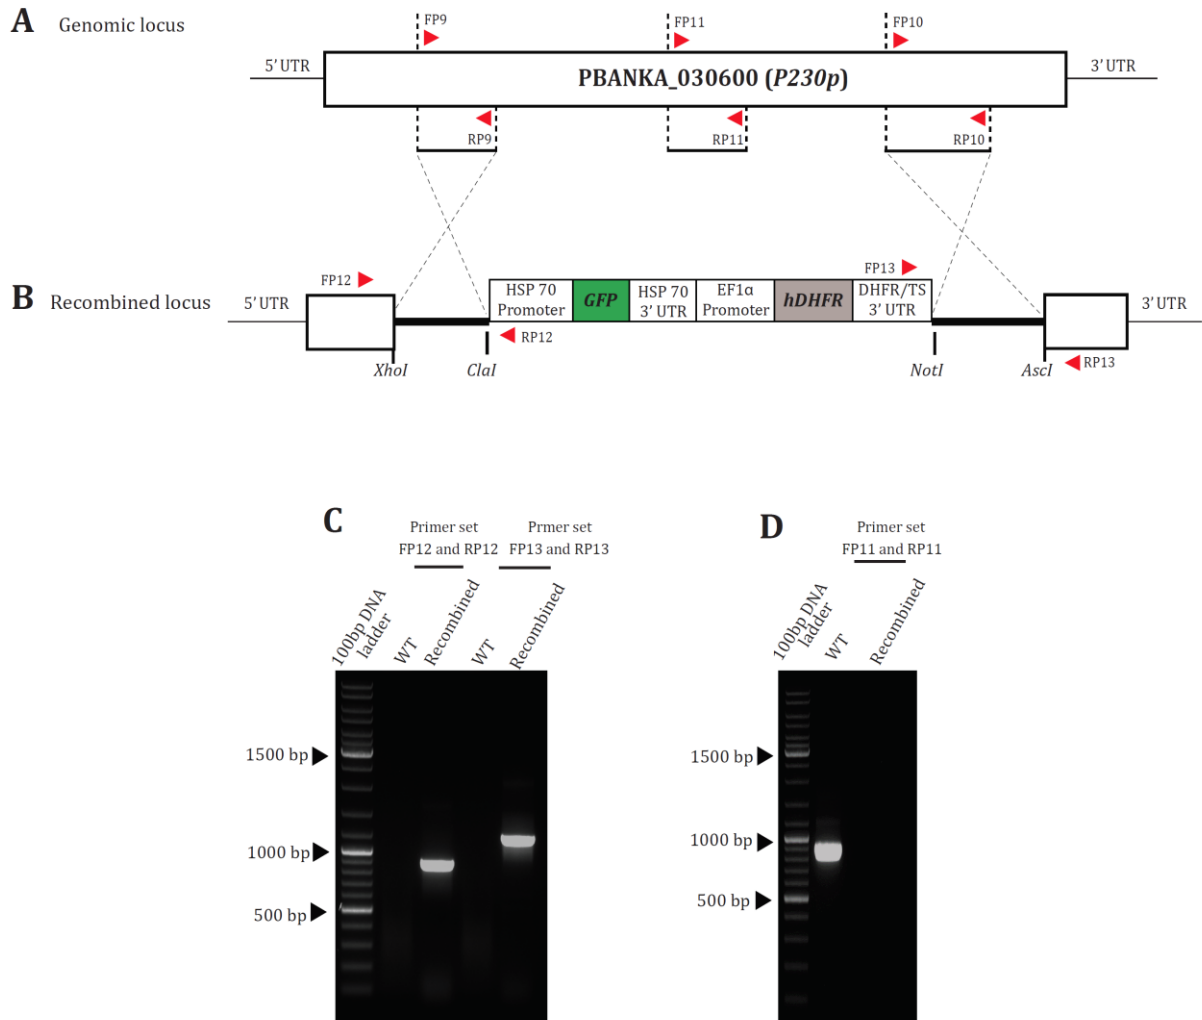 A Genomic locus
FP9
FP11
FP10
5' UTR
PBANKA_030600 (P230p)
3' UTR
RP9
RP11
RP10
B Recombined locus
5' UTR
FP12
HSP 70 Promoter
GFP
HSP 70 3' UTR
EF1α Promoter
hDHFR
DHFR/TS 3' UTR
FP13
3' UTR
RP12
RP13
XhoI
ClaI
NotI
AscI
C
Primer set
FP12 and RP12
Prmer set
FP13 and RP13
100bp DNA
ladder
WT
Recombined
WT
Recombined
1500 bp
1000 bp
500 bp
D
Primer set
FP11 and RP11
100bp DNA
ladder
WT
Recombined
1500 bp
1000 bp
500 bp